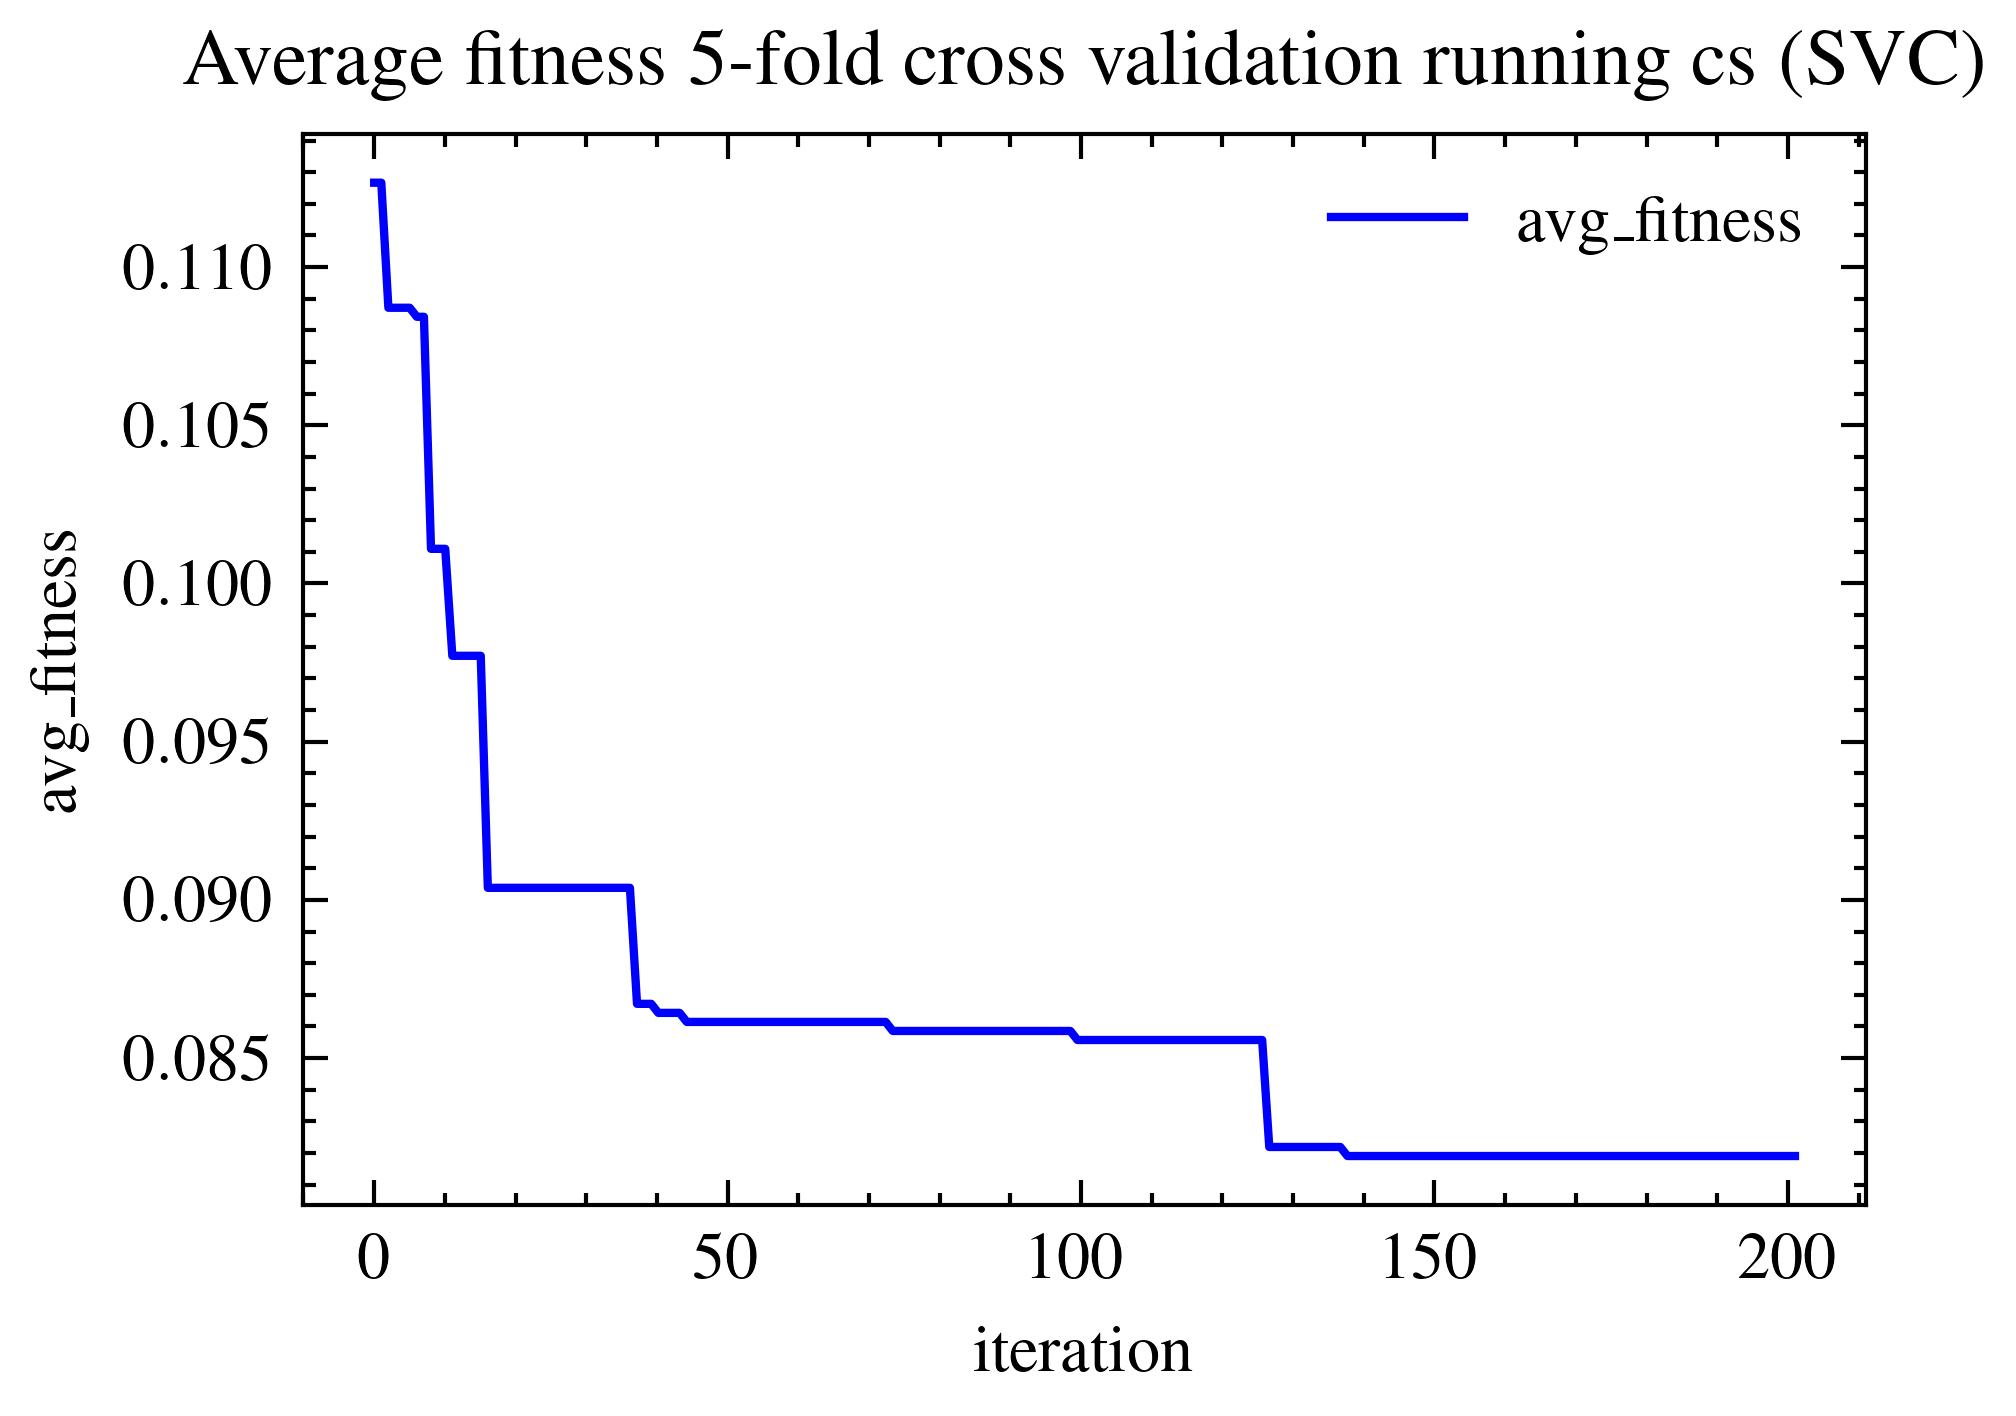 Average fitness 5-fold cross validation running cs (SVC)
avg_fitness
0.110
0.105
0.100
0.095
0.090
0.085
avg_fitness
0 50 100 150 200
iteration